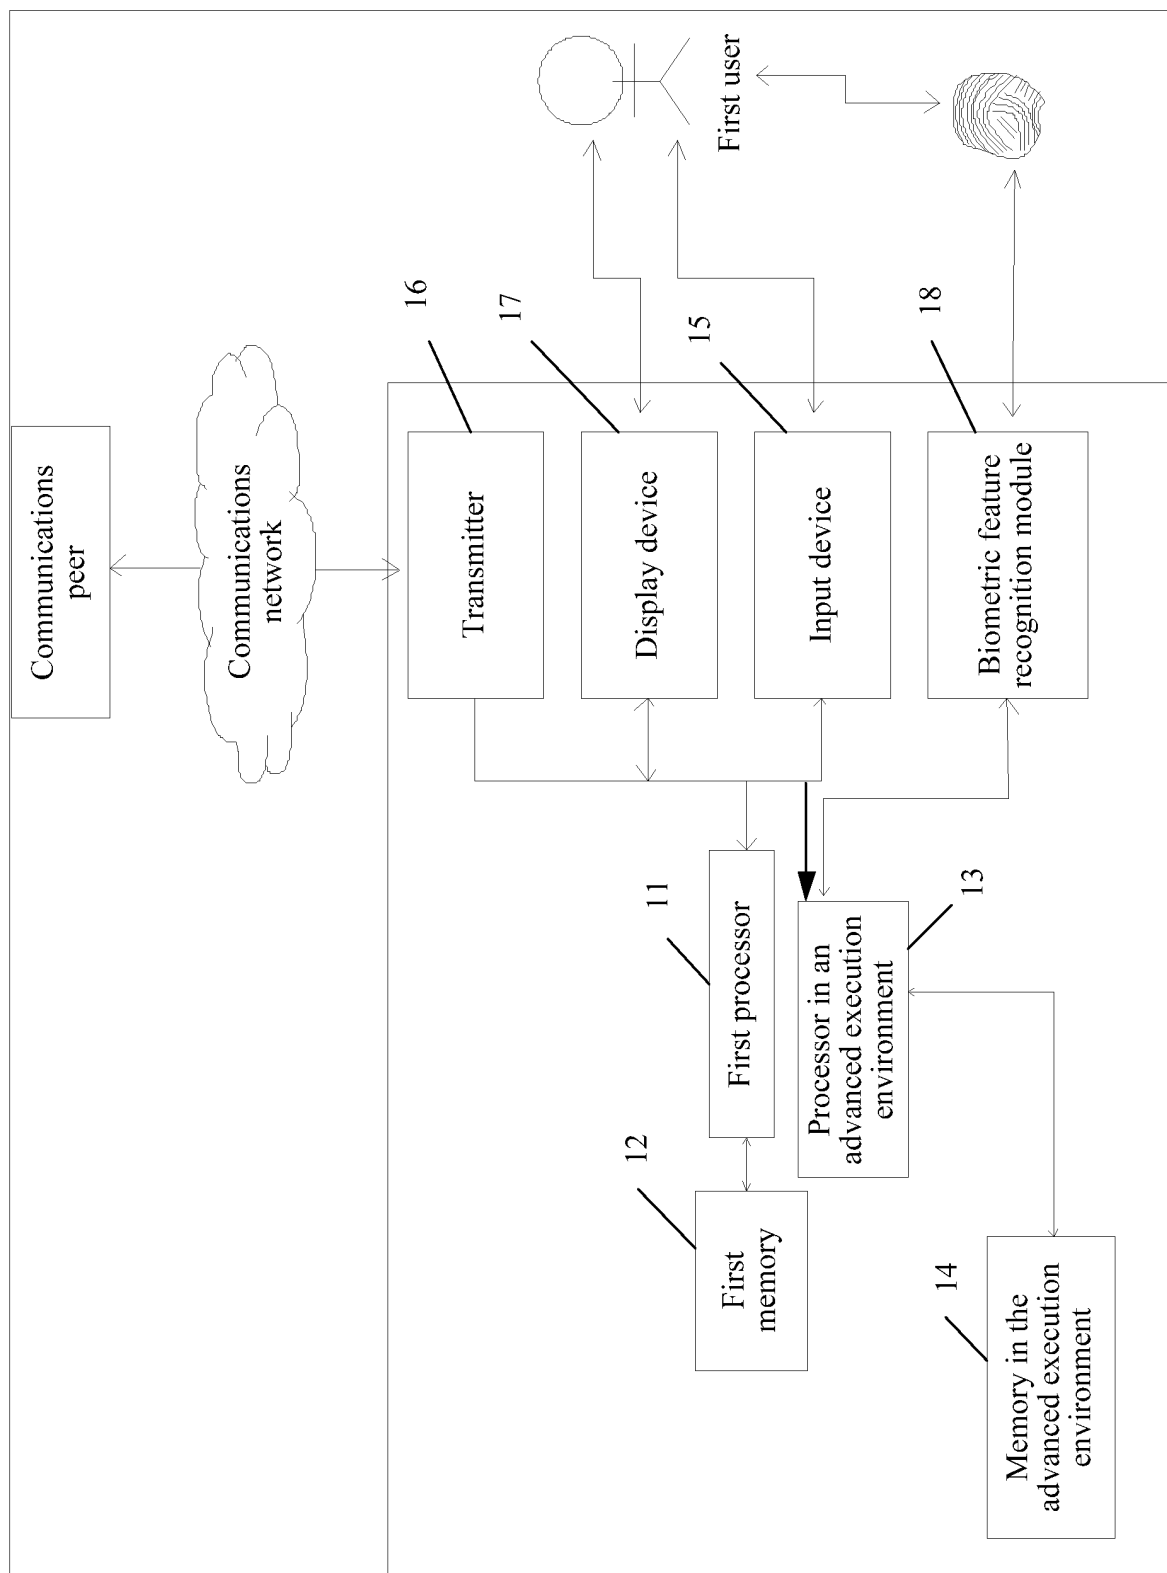 Communications
peer
Communications
network
First user
16
Transmitter
17
Display device
15
Input device
18
Biometric feature
recognition module
11
First processor
12
First
memory
13
Processor in an
advanced execution
environment
14
Memory in the
advanced execution
environment